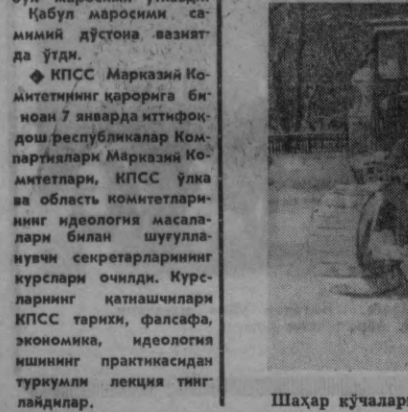 Қабул маросими са-
мимий дўстона вазият-
да ўтди.
◆ КПСС Марказий Ко-
митетининг қарорига би-
ноан 7 январда иттифоқ-
дош республикалар Ком-
партиялари Марказий Ко-
митетлари, КПСС ўлка
ва область комитетлари-
нинг идеология масала-
лари билан шуғулла-
нувчи секретарларининг
курслари очилди. Курс-
ларнинг қатнашчилари
КПСС тарихи, фалсафа,
экономика, идеология
ишининг практикасидан
туркумли лекция тинг-
лайдилар.
Шаҳар кўчалари